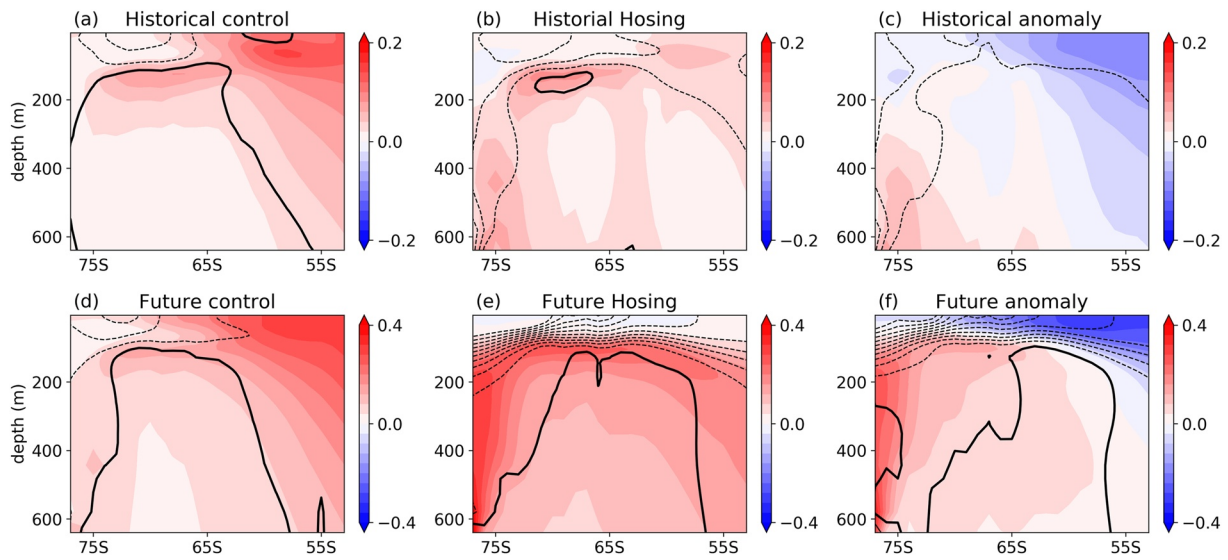 (a) Historical control
(b) Historial Hosing
(c) Historical anomaly
depth (m)
200
400
600
75S 65S 55S
0.2
0.0
−0.2
200
400
600
75S 65S 55S
0.2
0.0
−0.2
200
400
600
75S 65S 55S
0.2
0.0
−0.2
(d) Future control
(e) Future Hosing
(f) Future anomaly
depth (m)
200
400
600
75S 65S 55S
0.4
0.0
−0.4
200
400
600
75S 65S 55S
0.4
0.0
−0.4
200
400
600
75S 65S 55S
0.4
0.0
−0.4